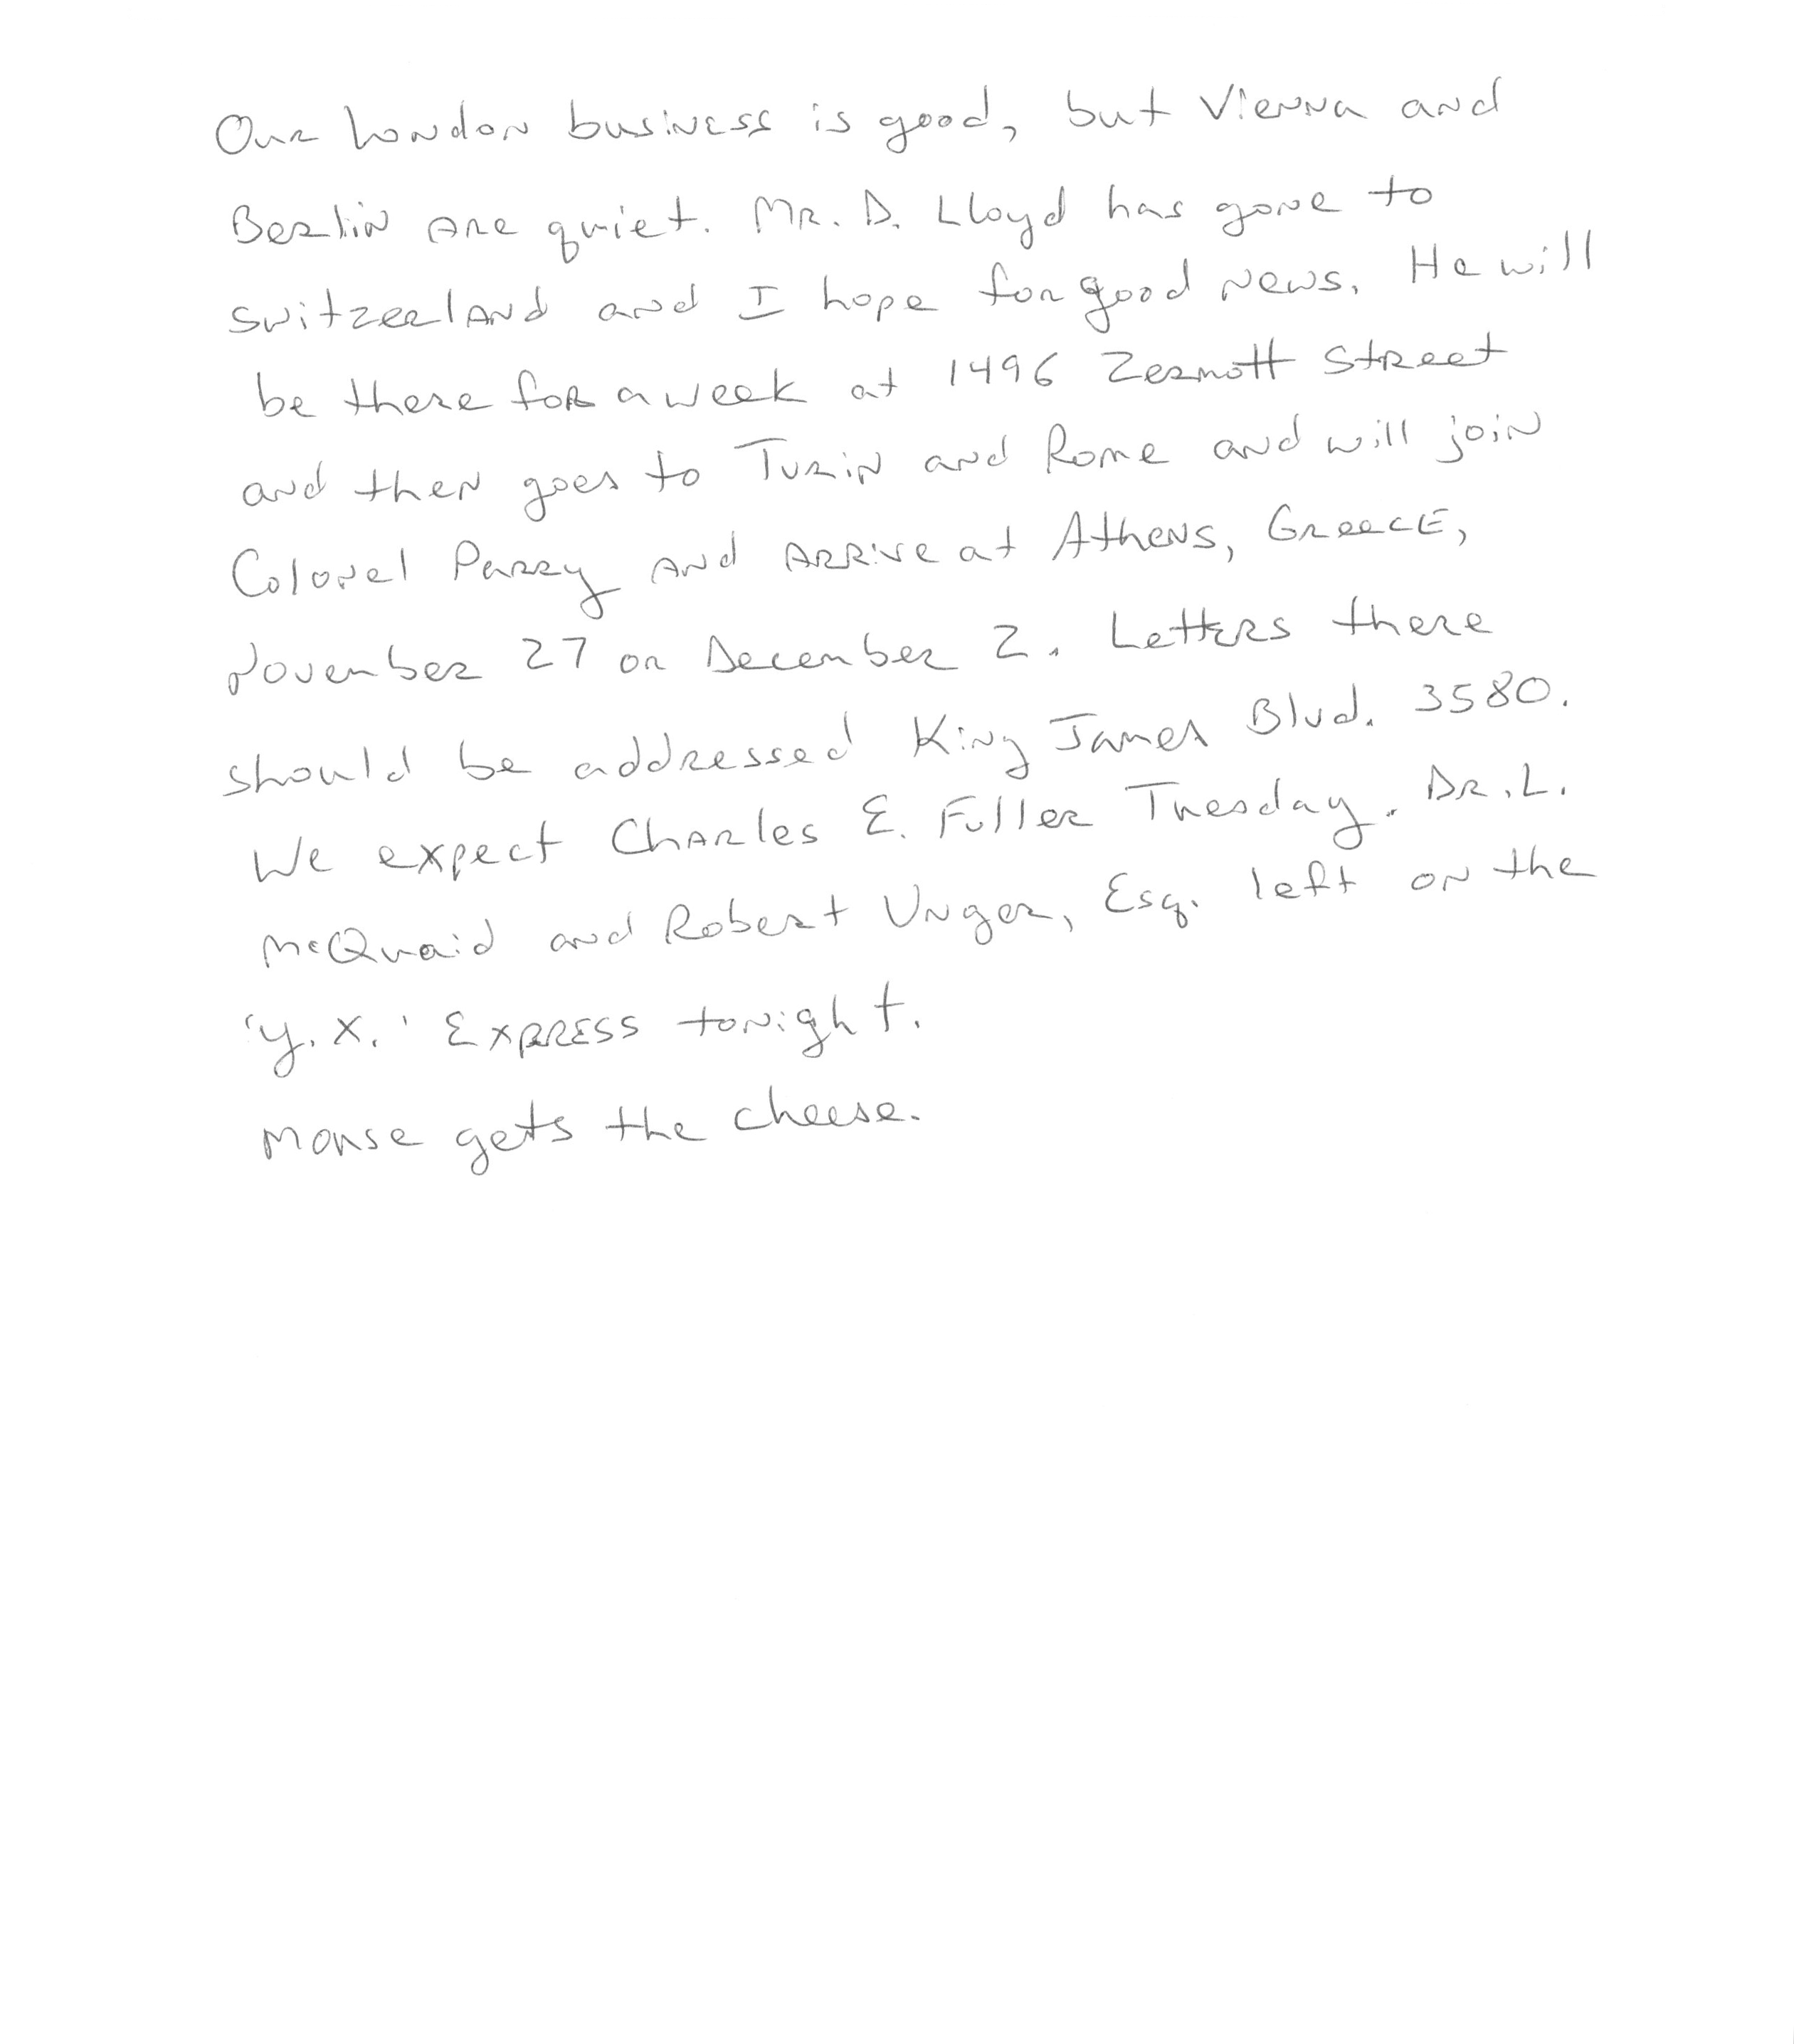 Our London business is good, but Vienna and
Berlin are quiet. Mr. D. Lloyd has gone to
Switzerland and I hope for good news. He will
be there for a week at 1496 Zermott Street
and then goes to Turin and Rome and will join
Colonel Parry and arrive at Athens, Greece,
November 27 or December 2. Letters there
should be addressed King James Blvd. 3580.
We expect Charles E. Fuller Tuesday. Dr. L.
McQuaid and Robert Unger, Esq. left on the
'Y. X.' Express tonight.
Mouse gets the cheese.